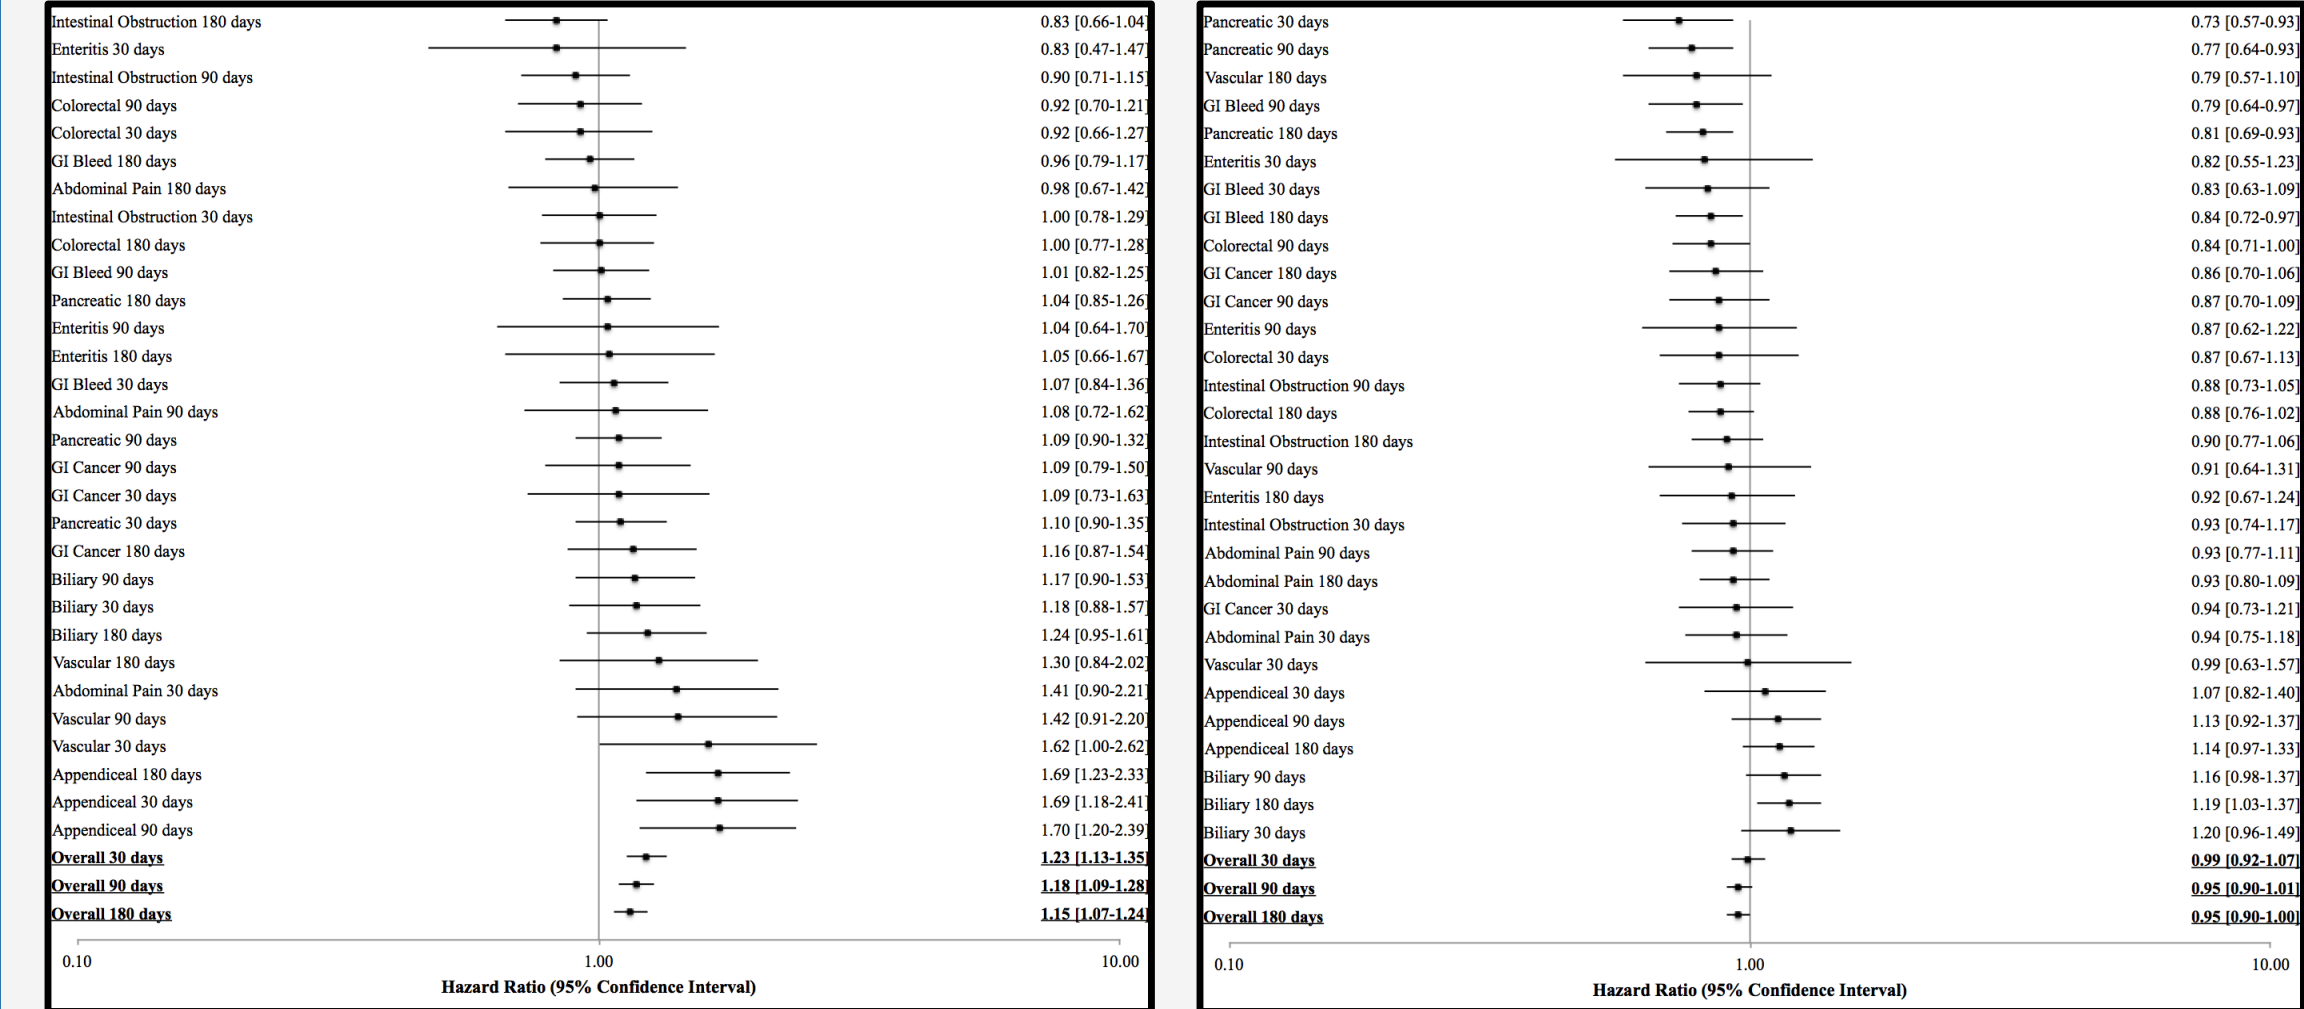 Intestinal Obstruction 180 days 0.83 [0.66-1.04]
Enteritis 30 days 0.83 [0.47-1.47]
Intestinal Obstruction 90 days 0.90 [0.71-1.15]
Colorectal 90 days 0.92 [0.70-1.21]
Colorectal 30 days 0.92 [0.66-1.27]
GI Bleed 180 days 0.96 [0.79-1.17]
Abdominal Pain 180 days 0.98 [0.67-1.42]
Intestinal Obstruction 30 days 1.00 [0.78-1.29]
Colorectal 180 days 1.00 [0.77-1.28]
GI Bleed 90 days 1.01 [0.82-1.25]
Pancreatic 180 days 1.04 [0.85-1.26]
Enteritis 90 days 1.04 [0.64-1.70]
Enteritis 180 days 1.05 [0.66-1.67]
GI Bleed 30 days 1.07 [0.84-1.36]
Abdominal Pain 90 days 1.08 [0.72-1.62]
Pancreatic 90 days 1.09 [0.90-1.32]
GI Cancer 90 days 1.09 [0.79-1.50]
GI Cancer 30 days 1.09 [0.73-1.63]
Pancreatic 30 days 1.10 [0.90-1.35]
GI Cancer 180 days 1.16 [0.87-1.54]
Biliary 90 days 1.17 [0.90-1.53]
Biliary 30 days 1.18 [0.88-1.57]
Biliary 180 days 1.24 [0.95-1.61]
Vascular 180 days 1.30 [0.84-2.02]
Abdominal Pain 30 days 1.41 [0.90-2.21]
Vascular 90 days 1.42 [0.91-2.20]
Vascular 30 days 1.62 [1.00-2.62]
Appendiceal 180 days 1.69 [1.23-2.33]
Appendiceal 30 days 1.69 [1.18-2.41]
Appendiceal 90 days 1.70 [1.20-2.39]
Overall 30 days 1.23 [1.13-1.35]
Overall 90 days 1.18 [1.09-1.28]
Overall 180 days 1.15 [1.07-1.24]
0.10 1.00 10.00
Hazard Ratio (95% Confidence Interval)
Pancreatic 30 days 0.73 [0.57-0.93]
Pancreatic 90 days 0.77 [0.64-0.93]
Vascular 180 days 0.79 [0.57-1.10]
GI Bleed 90 days 0.79 [0.64-0.97]
Pancreatic 180 days 0.81 [0.69-0.93]
Enteritis 30 days 0.82 [0.55-1.23]
GI Bleed 30 days 0.83 [0.63-1.09]
GI Bleed 180 days 0.84 [0.72-0.97]
Colorectal 90 days 0.84 [0.71-1.00]
GI Cancer 180 days 0.86 [0.70-1.06]
GI Cancer 90 days 0.87 [0.70-1.09]
Enteritis 90 days 0.87 [0.62-1.22]
Colorectal 30 days 0.87 [0.67-1.13]
Intestinal Obstruction 90 days 0.88 [0.73-1.05]
Colorectal 180 days 0.88 [0.76-1.02]
Intestinal Obstruction 180 days 0.90 [0.77-1.06]
Vascular 90 days 0.91 [0.64-1.31]
Enteritis 180 days 0.92 [0.67-1.24]
Intestinal Obstruction 30 days 0.93 [0.74-1.17]
Abdominal Pain 90 days 0.93 [0.77-1.11]
Abdominal Pain 180 days 0.93 [0.80-1.09]
GI Cancer 30 days 0.94 [0.73-1.21]
Abdominal Pain 30 days 0.94 [0.75-1.18]
Vascular 30 days 0.99 [0.63-1.57]
Appendiceal 30 days 1.07 [0.82-1.40]
Appendiceal 90 days 1.13 [0.92-1.37]
Appendiceal 180 days 1.14 [0.97-1.33]
Biliary 90 days 1.16 [0.98-1.37]
Biliary 180 days 1.19 [1.03-1.37]
Biliary 30 days 1.20 [0.96-1.49]
Overall 30 days 0.99 [0.92-1.07]
Overall 90 days 0.95 [0.90-1.01]
Overall 180 days 0.95 [0.90-1.00]
0.10 1.00 10.00
Hazard Ratio (95% Confidence Interval)